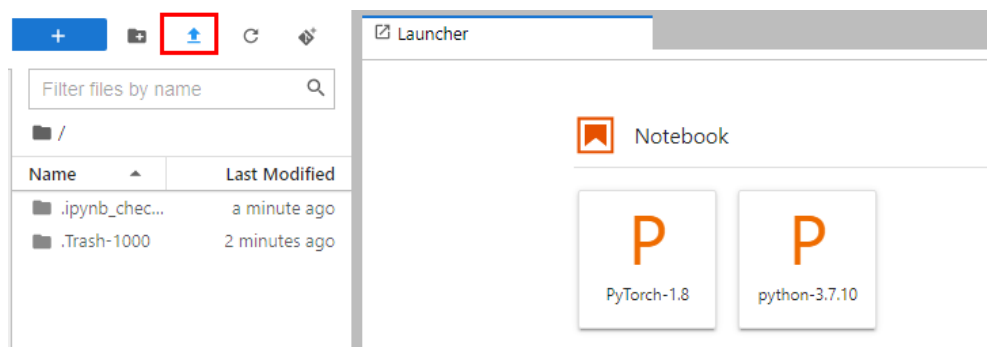 Launcher
Filter files by name
/
Name Last Modified
.ipynb_chec... a minute ago
.Trash-1000 2 minutes ago
Notebook
P P
PyTorch-1.8 python-3.7.10